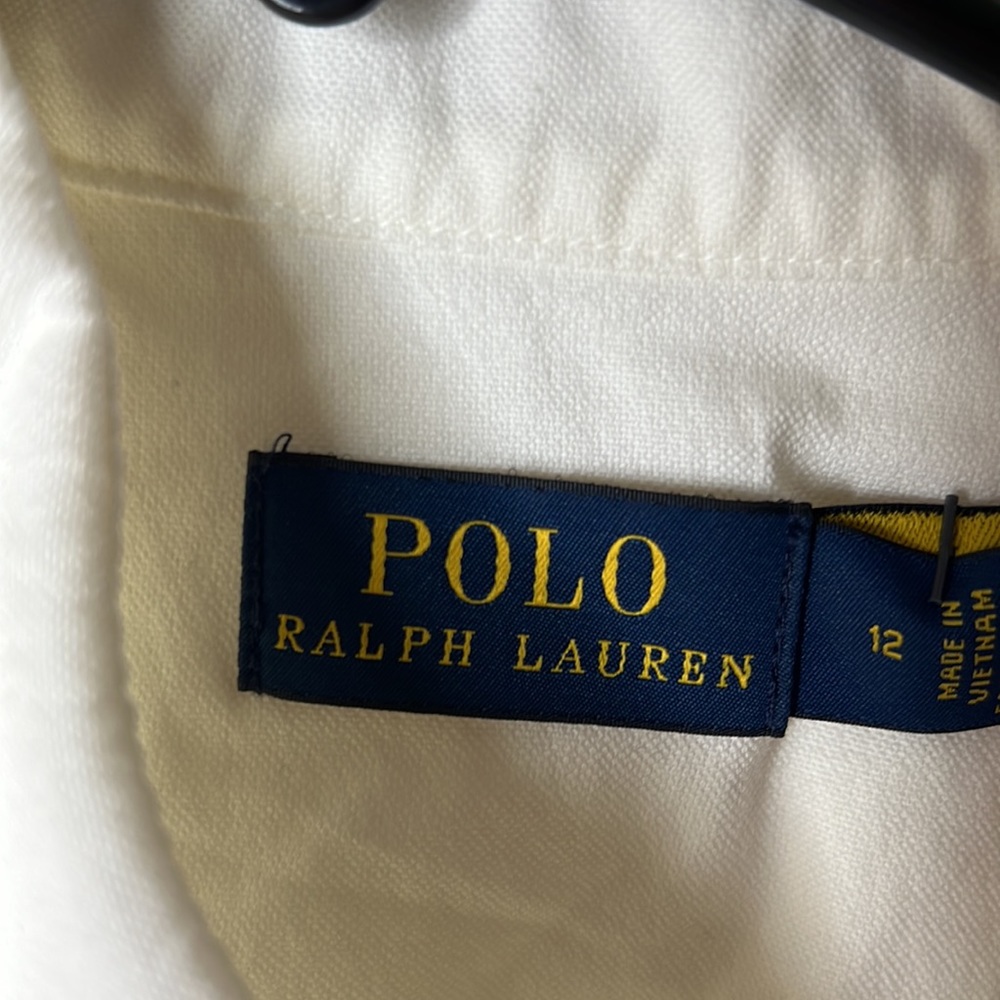 POLO
RALPH LAUREN
12
MADE IN
VIETNAM